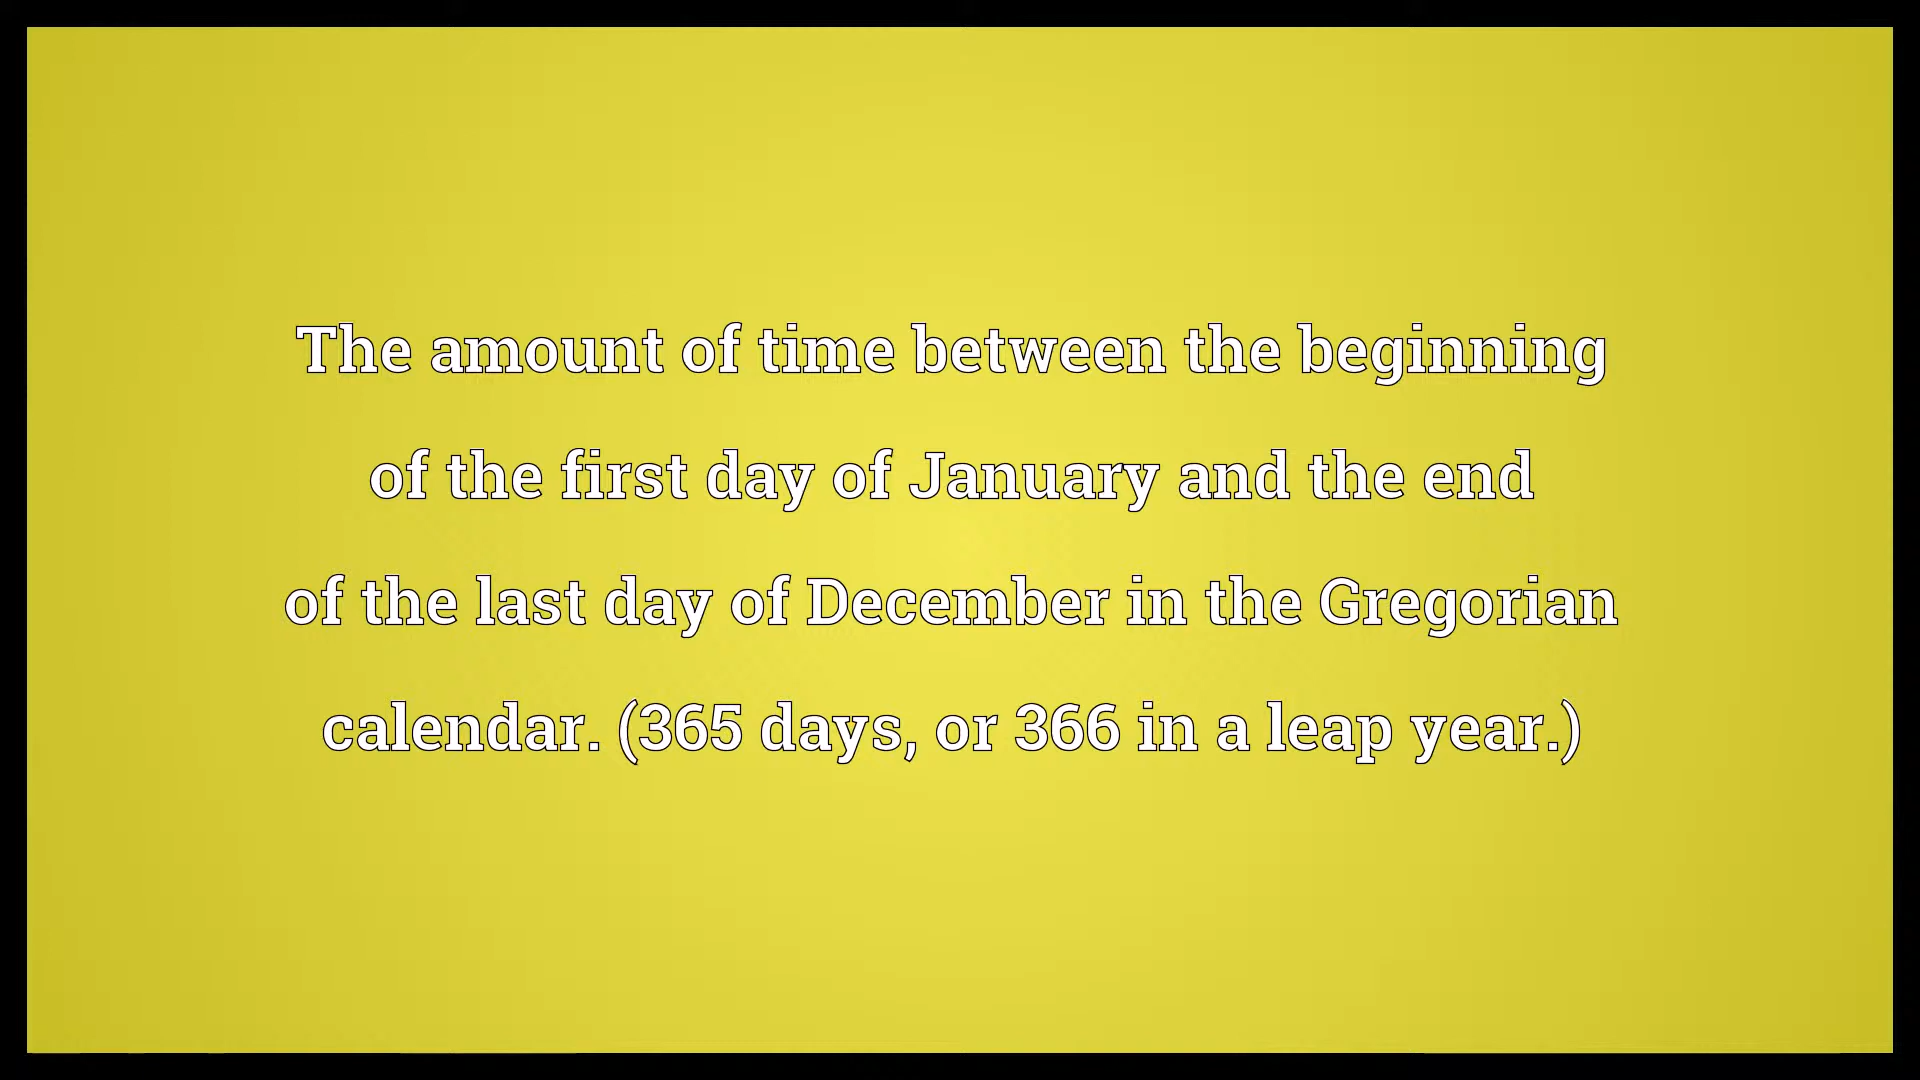 The amount of time between the beginning
of the first day of January and the end
of the last day of December in the Gregorian
calendar. (365 days, or 366 in a leap year.)